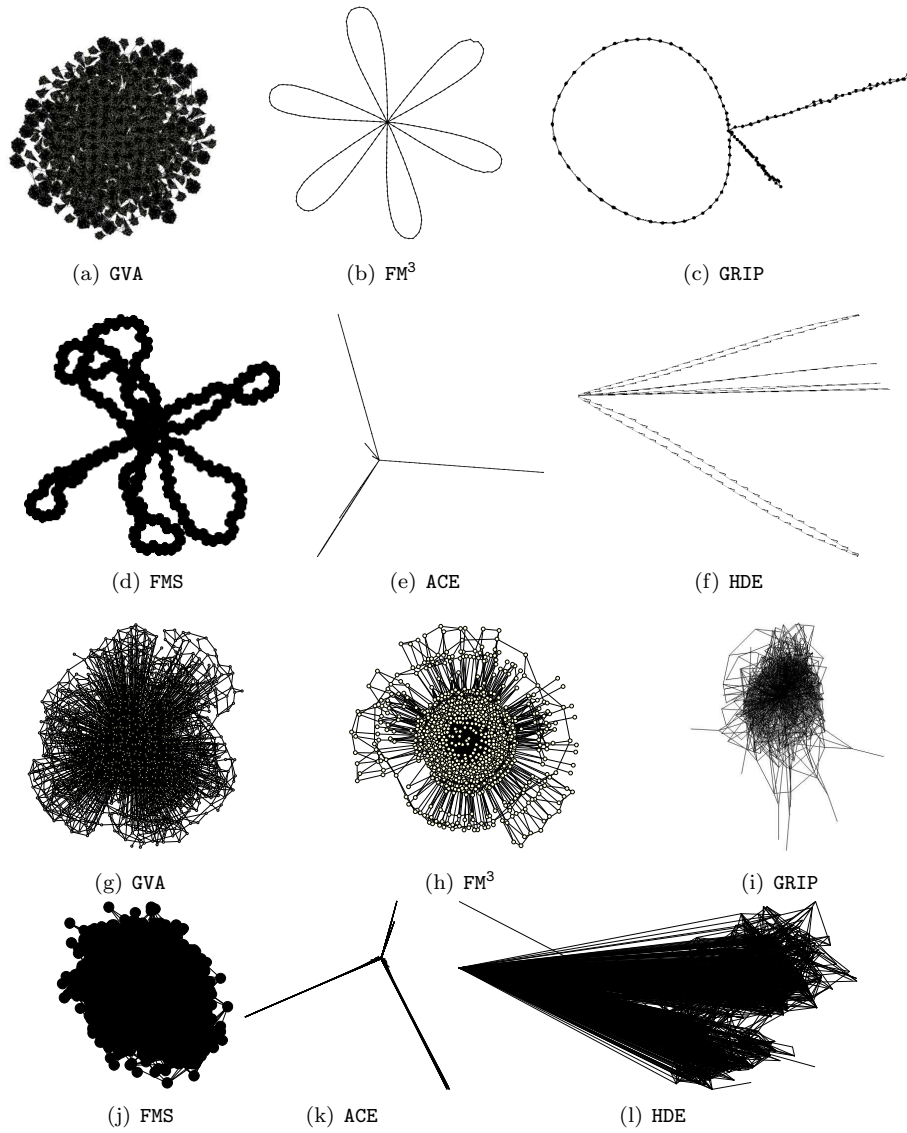 (a) GVA
(b) FM³
(c) GRIP
(d) FMS
(e) ACE
(f) HDE
(g) GVA
(h) FM³
(i) GRIP
(j) FMS
(k) ACE
(l) HDE